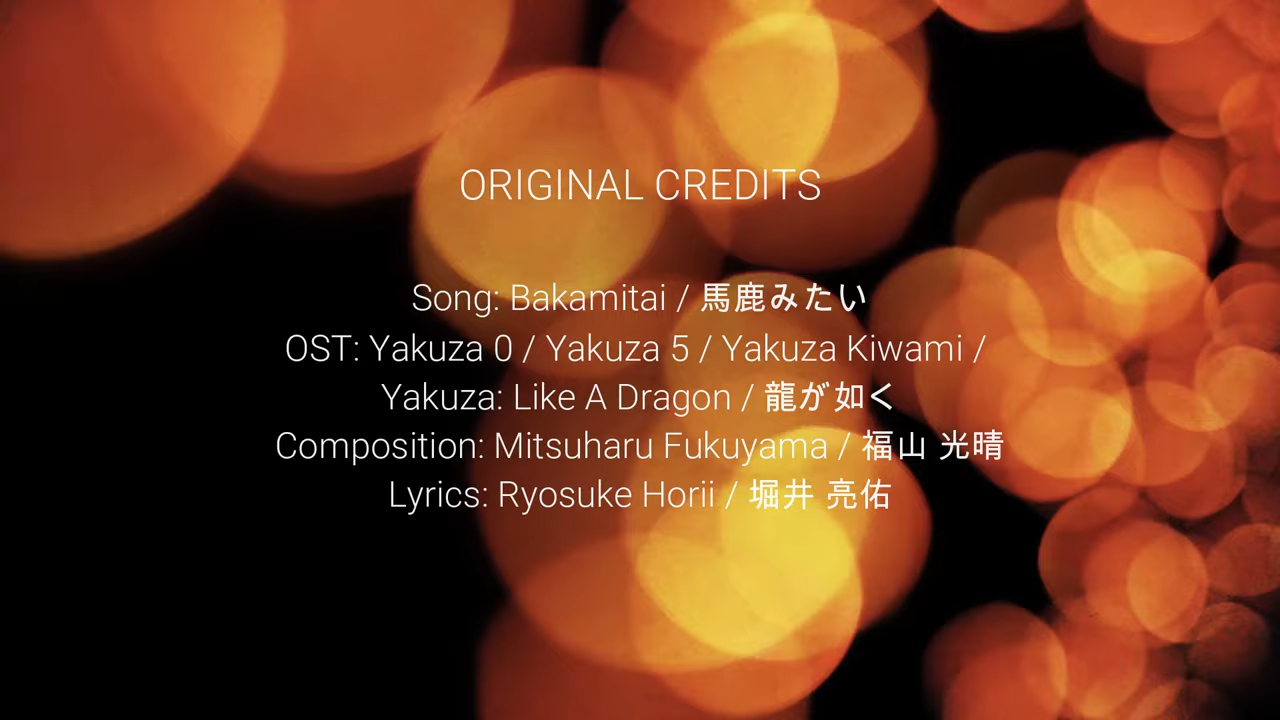 ORIGINAL CREDITS
Song: Bakamitai / 馬鹿みたい
OST: Yakuza 0 / Yakuza 5 / Yakuza Kiwami /
Yakuza: Like A Dragon / 龍が如く
Composition: Mitsuharu Fukuyama / 福山 光晴
Lyrics: Ryosuke Horii / 堀井 亮佑